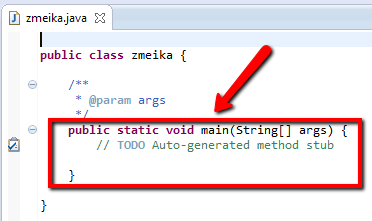 zmeika.java
public class zmeika {
/**
* @param args
*/
public static void main(String[] args) {
// TODO Auto-generated method stub
}
}